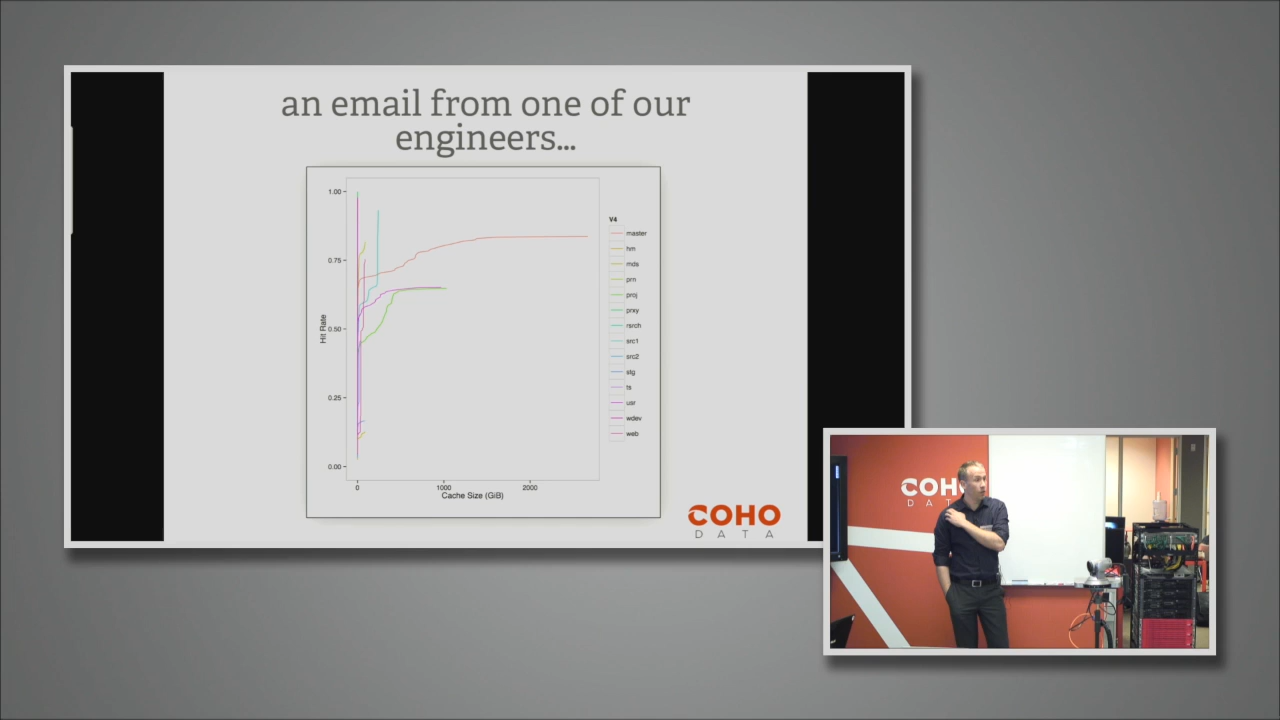 an email from one of our
engineers...
1.00
0.75
0.50
0.25
0.00
Hit Rate
0
1000
2000
Cache Size (GiB)
V4
master
hm
mds
prn
proj
prxy
rsrch
src1
src2
stg
ts
usr
wdev
web
COHO
DATA
COHO
DAT